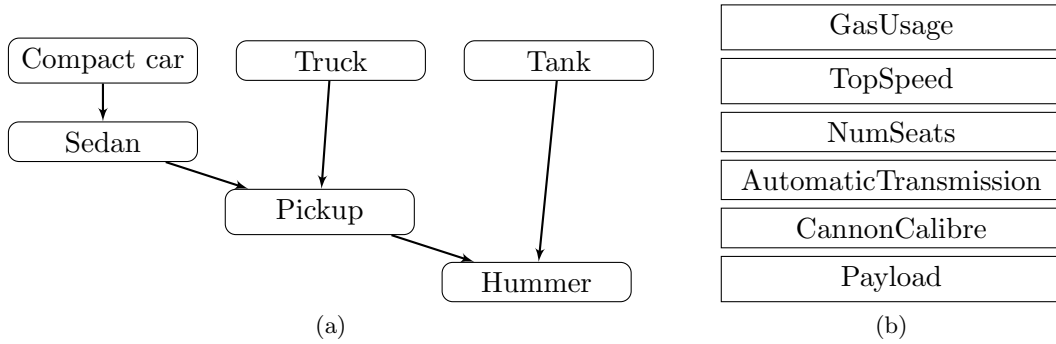 Compact car
Truck
Tank
Sedan
Pickup
Hummer
(a)
GasUsage
TopSpeed
NumSeats
AutomaticTransmission
CannonCalibre
Payload
(b)